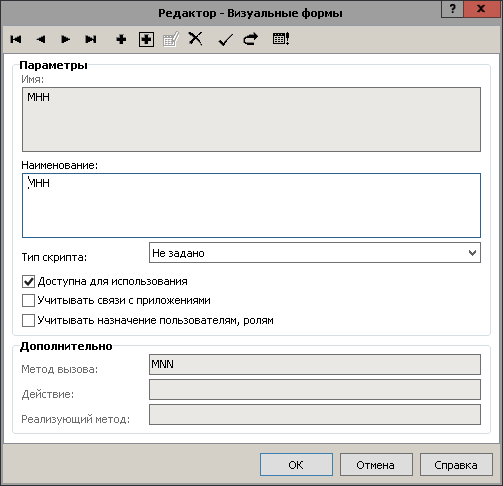 Редактор - Визуальные формы
?
Параметры
Имя:
МНН
Наименование:
МНН
Тип скрипта:
Не задано
Доступна для использования
Учитывать связи с приложениями
Учитывать назначение пользователям, ролям
Дополнительно
Метод вызова:
MNN
Действие:
Реализующий метод:
ОК
Отмена
Справка